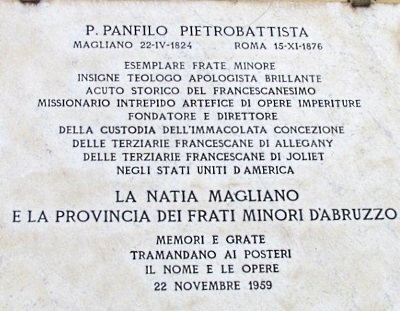 P. PANFILO PIETROBATTISTA
MAGLIANO 22-IV-1824 ROMA 15-XI-1876
ESEMPLARE FRATE MINORE
INSIGNE TEOLOGO APOLOGISTA BRILLANTE
ACUTO STORICO DEL FRANCESCANESIMO
MISSIONARIO INTREPIDO ARTEFICE DI OPERE IMPERITURE
FONDATORE E DIRETTORE
DELLA CUSTODIA DELL'IMMACOLATA CONCEZIONE
DELLE TERZIARIE FRANCESCANE DI ALLEGANY
DELLE TERZIARIE FRANCESCANE DI JOLIET
NEGLI STATI UNITI D'AMERICA
LA NATIA MAGLIANO
E LA PROVINCIA DEI FRATI MINORI D'ABRUZZO
MEMORI E GRATE
TRAMANDANO AI POSTERI
IL NOME E LE OPERE
22 NOVEMBRE 1959